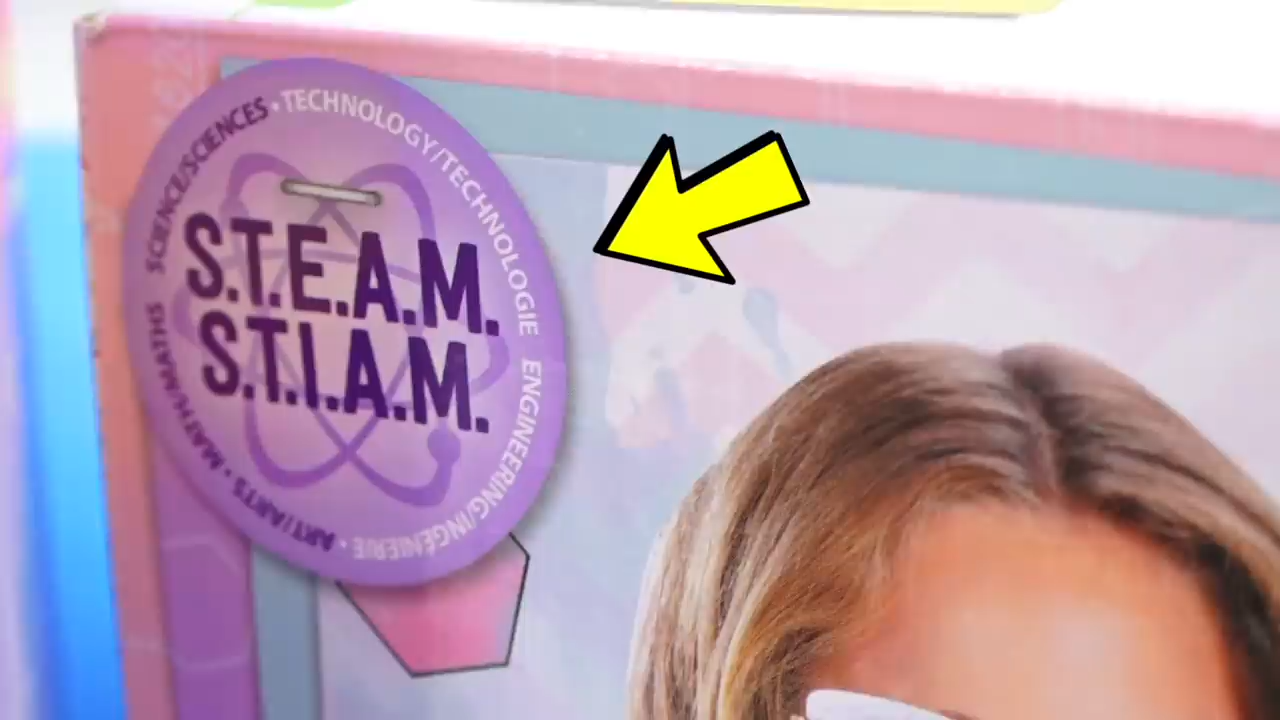 SCIENCE/SCIENCES • TECHNOLOGY/TECHNOLOGIE
S.T.E.A.M.
S.T.I.A.M.
ENGINEERING/INGÉNIERIE • ART/ARTS • MATH/MATHS